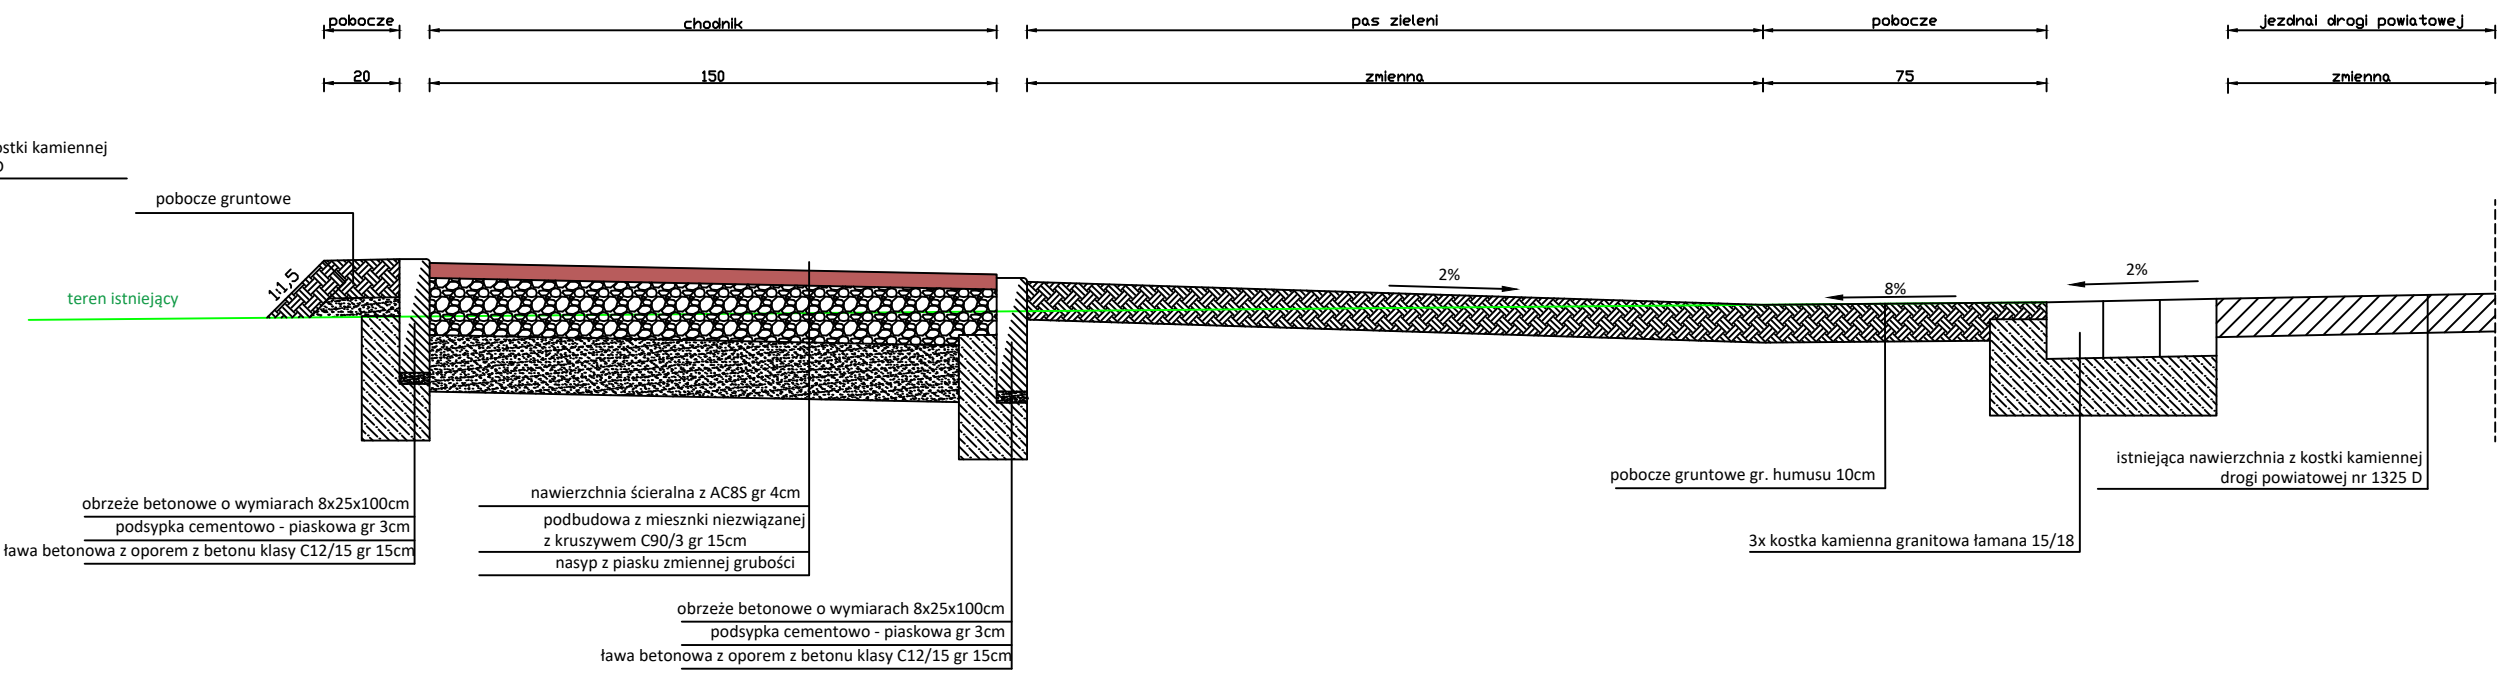 pobocze
chodnik
pas zieleni
pobocze
jezdnai drogi powiatowej
20
150
zmienna
75
zmienna
ostki kamiennej
pobocze gruntowe
1:1,5
teren istniejący
2%
8%
2%
obrzeże betonowe o wymiarach 8x25x100cm
podsypka cementowo - piaskowa gr 3cm
ława betonowa z oporem z betonu klasy C12/15 gr 15cm
nawierzchnia ścieralna z AC8S gr 4cm
podbudowa z miesznki niezwiązanej
z kruszywem C90/3 gr 15cm
nasyp z piasku zmiennej grubości
obrzeże betonowe o wymiarach 8x25x100cm
podsypka cementowo - piaskowa gr 3cm
ława betonowa z oporem z betonu klasy C12/15 gr 15cm
pobocze gruntowe gr. humusu 10cm
3x kostka kamienna granitowa łamana 15/18
istniejąca nawierzchnia z kostki kamiennej
drogi powiatowej nr 1325 D